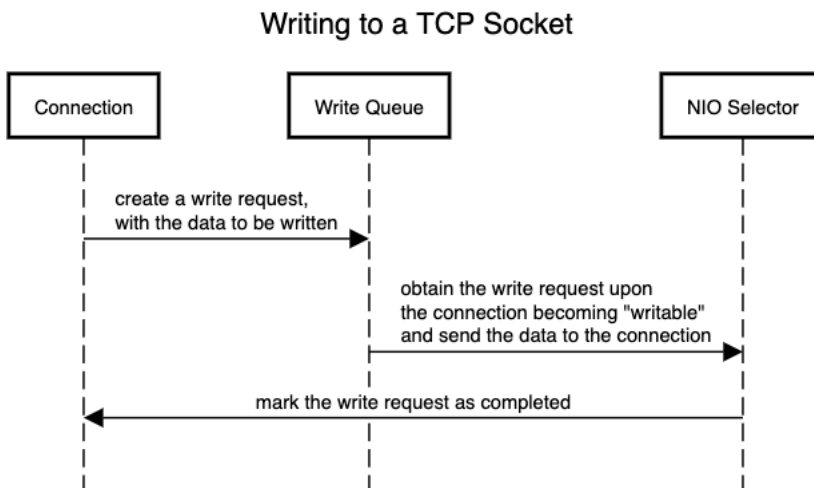 Writing to a TCP Socket
Connection
Write Queue
NIO Selector
create a write request,
with the data to be written
obtain the write request upon
the connection becoming "writable"
and send the data to the connection
mark the write request as completed